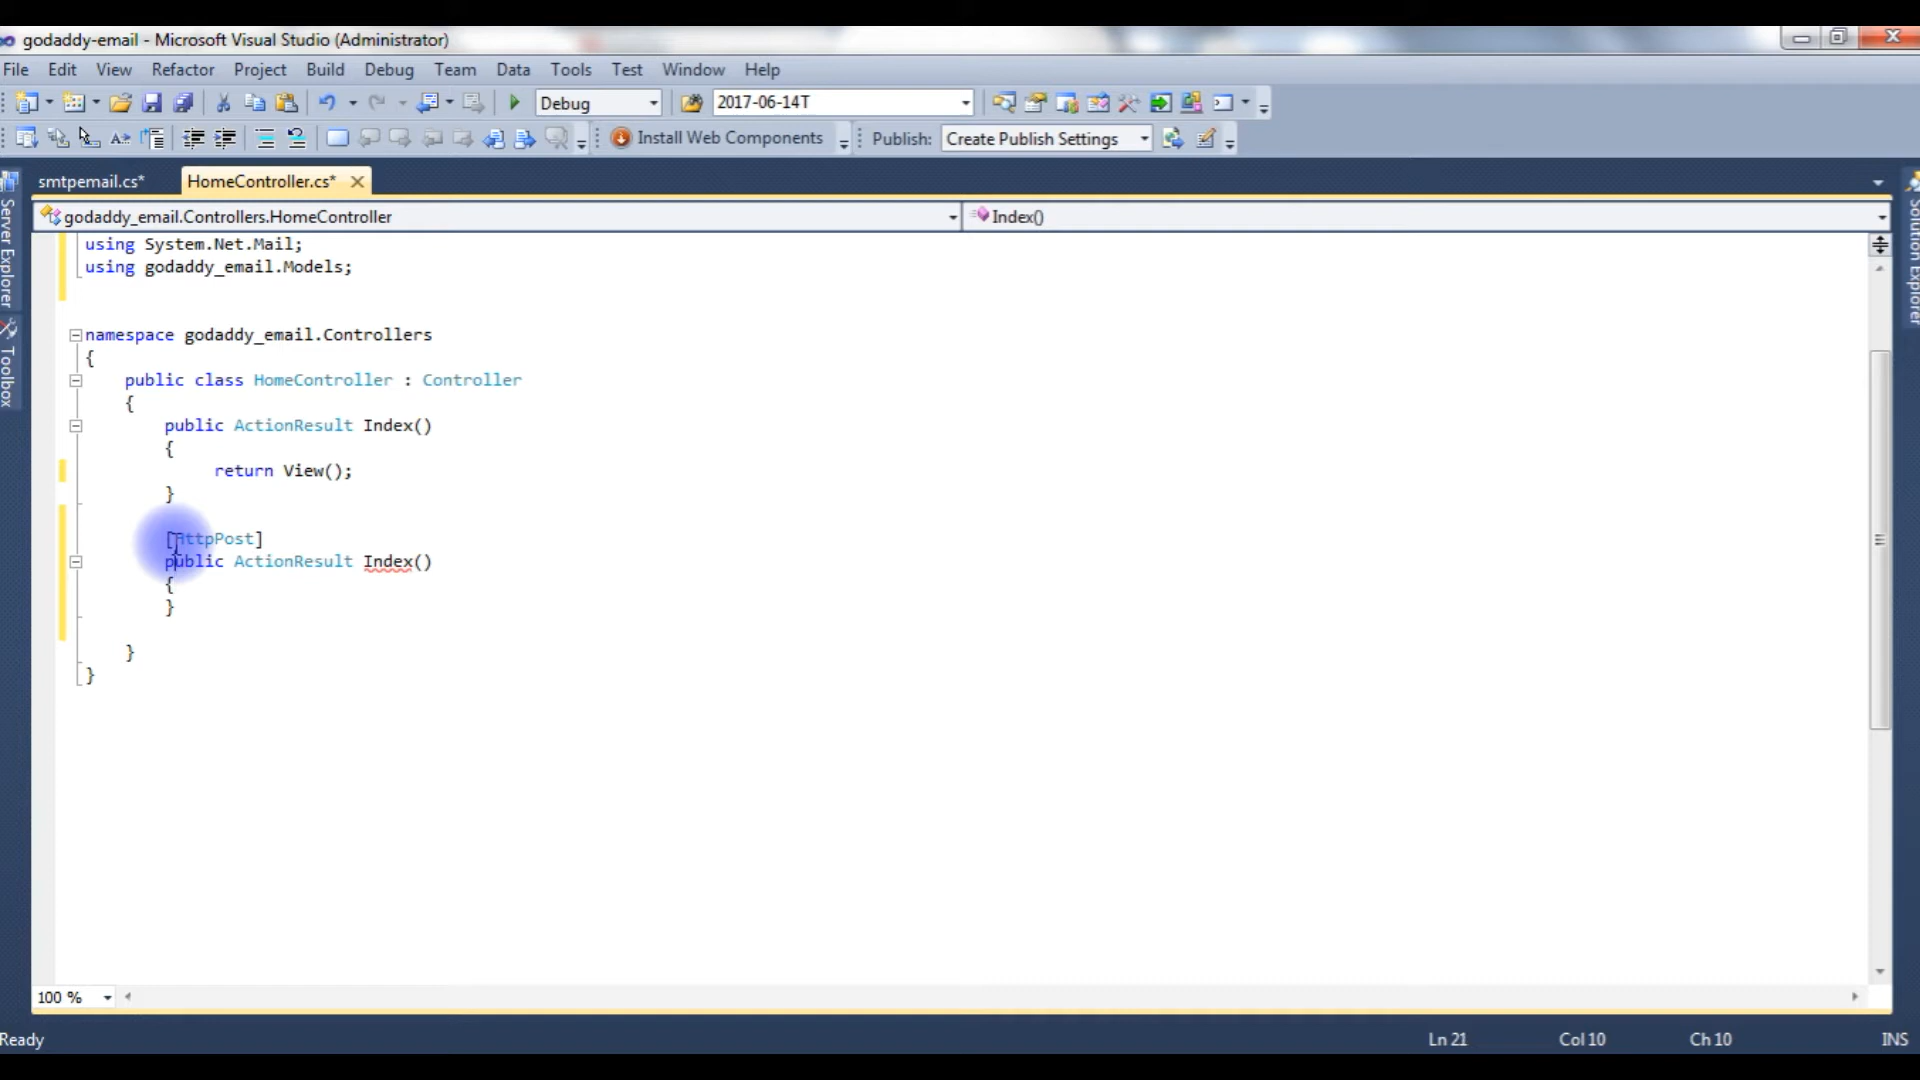 godaddy-email - Microsoft Visual Studio (Administrator)
File Edit View Refactor Project Build Debug Team Data Tools Test Window Help
Debug 2017-06-14T
Install Web Components Publish: Create Publish Settings
smtpemail.cs* HomeController.cs*
godaddy_email.Controllers.HomeController Index()
Server Explorer
Toolbox
Solution Explorer
using System.Net.Mail;
using godaddy_email.Models;
namespace godaddy_email.Controllers
{
public class HomeController : Controller
{
public ActionResult Index()
{
return View();
}
[HttpPost]
public ActionResult Index()
{
}
}
}
100 %
Ready Ln 21 Col 10 Ch 10 INS